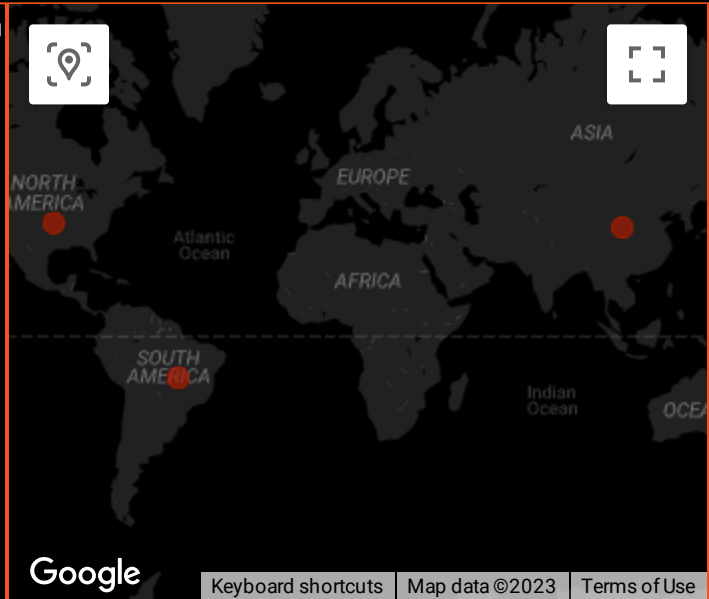 ASIA
EUROPE
NORTH
AMERICA
Atlantic
Ocean
AFRICA
SOUTH
AMERICA
Indian
Ocean
OCEA
Google
Keyboard shortcuts
Map data ©2023
Terms of Use